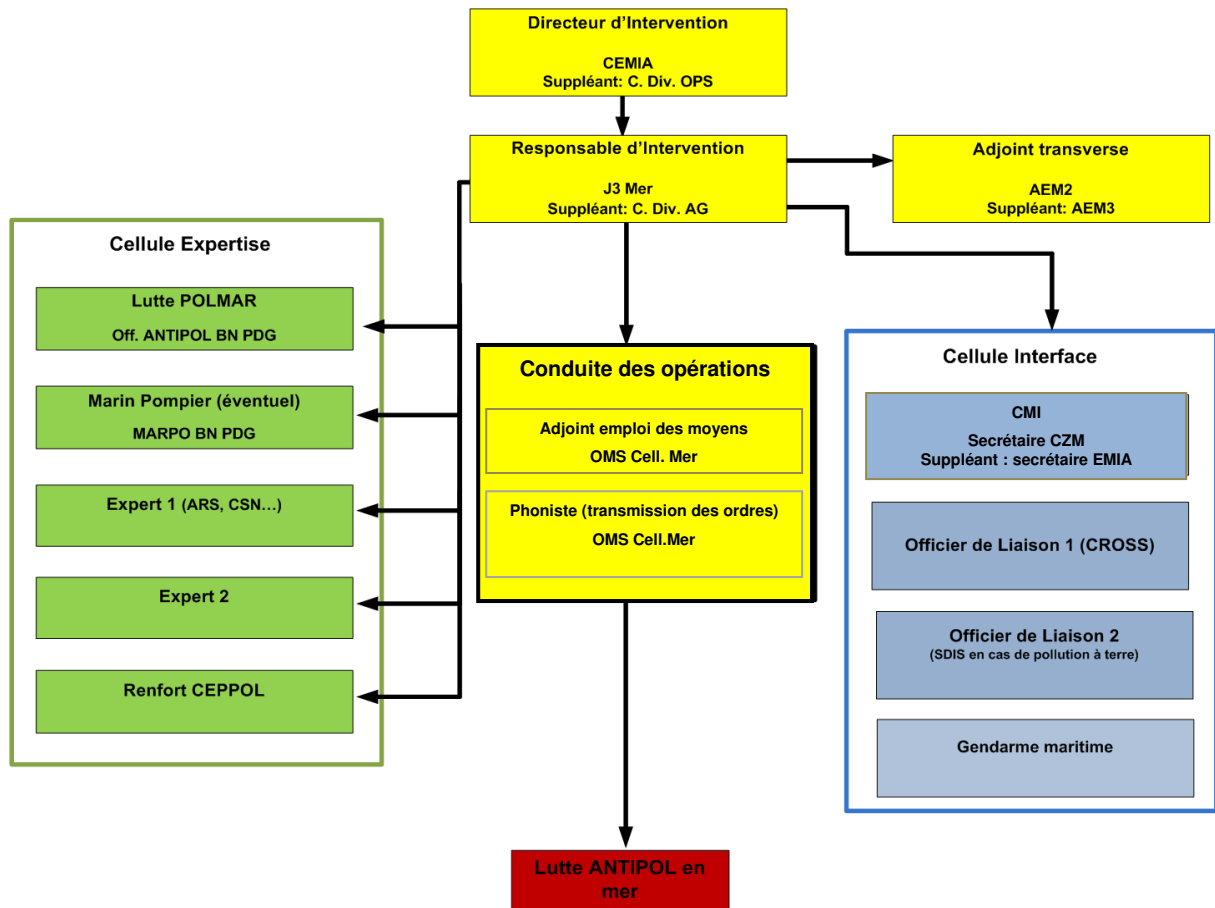 Directeur d’Intervention
CEMIA
Suppléant: C. Div. OPS
Responsable d’Intervention
J3 Mer
Suppléant: C. Div. AG
Adjoint transverse
AEM2
Suppléant: AEM3
Cellule Expertise
Lutte POLMAR
Off. ANTIPOL BN PDG
Marin Pompier (éventuel)
MARPO BN PDG
Expert 1 (ARS, CSN…)
Expert 2
Renfort CEPPOL
Conduite des opérations
Adjoint emploi des moyens
OMS Cell. Mer
Phoniste (transmission des ordres)
OMS Cell.Mer
Cellule Interface
CMI
Secrétaire CZM
Suppléant : secrétaire EMIA
Officier de Liaison 1 (CROSS)
Officier de Liaison 2
(SDIS en cas de pollution à terre)
Gendarme maritime
Lutte ANTIPOL en
mer